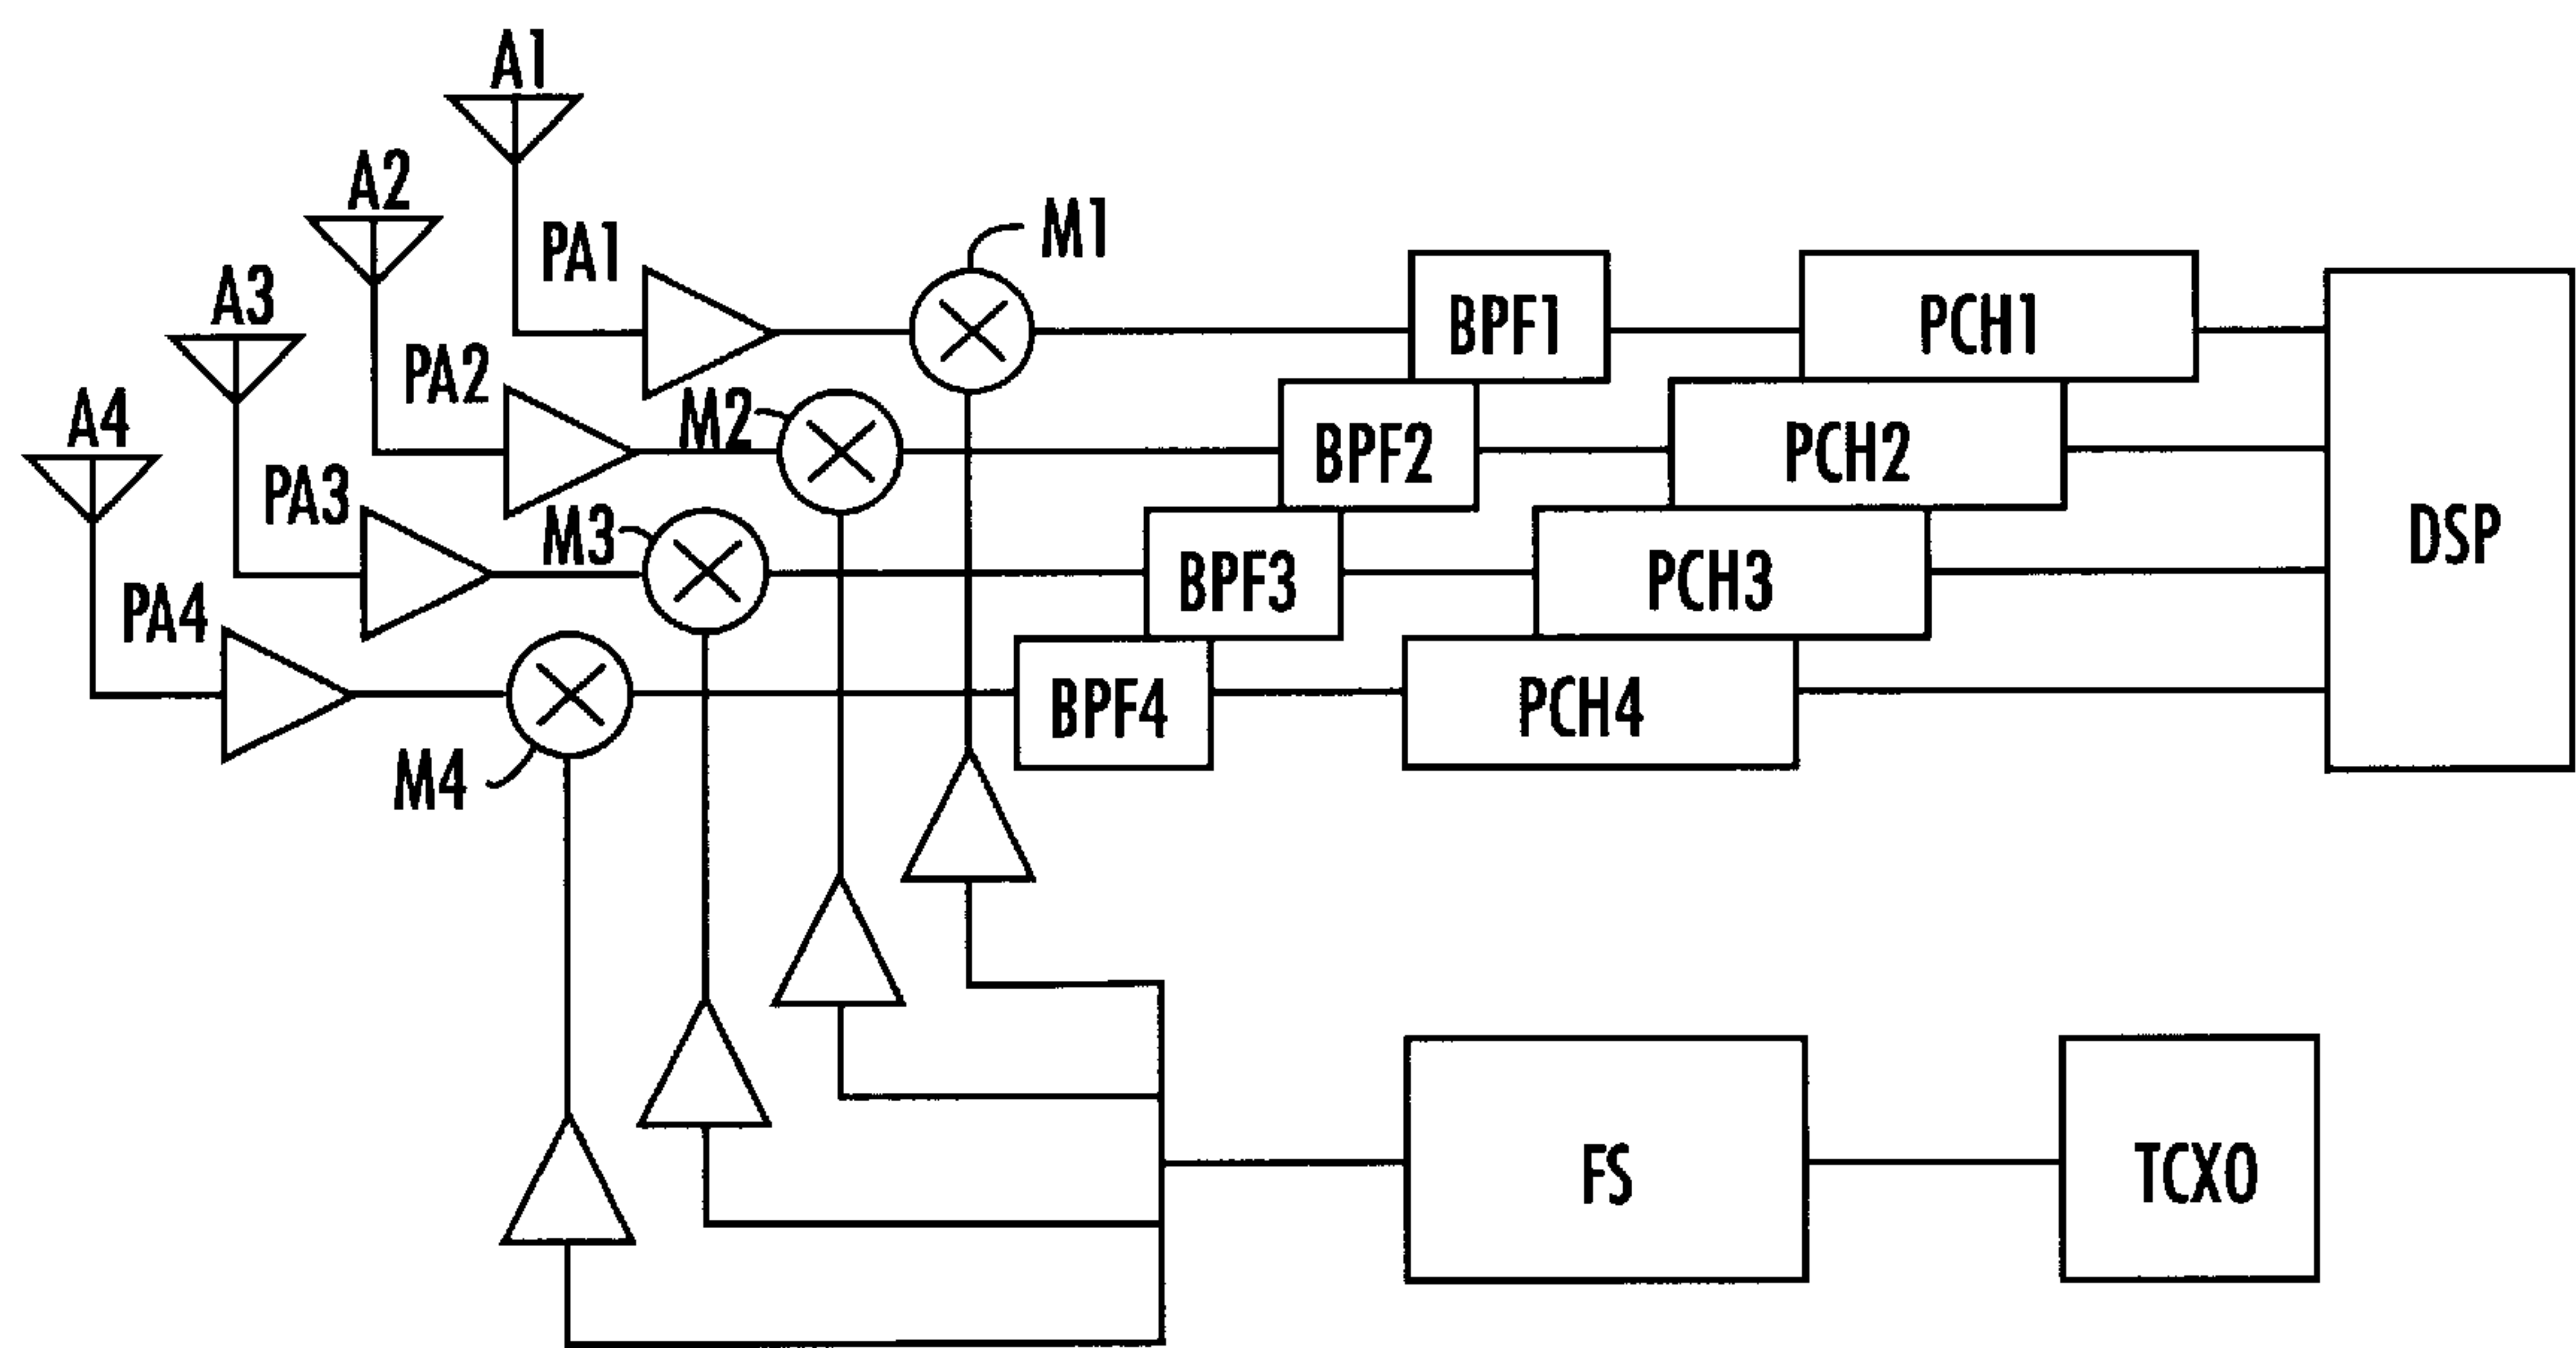 A1
A2
A3
A4
PA1
PA2
PA3
PA4
M1
M2
M3
M4
BPF1
BPF2
BPF3
BPF4
PCH1
PCH2
PCH3
PCH4
DSP
FS
TCXO